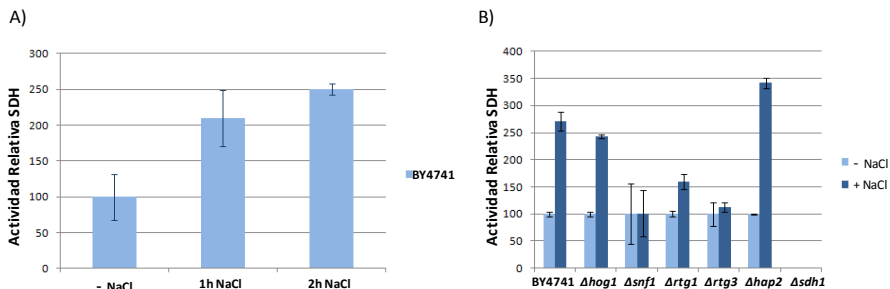 A)
Actividad Relativa SDH
300
250
200
150
100
50
0
- NaCl
1h NaCl
2h NaCl
BY4741
B)
Actividad Relativa SDH
400
350
300
250
200
150
100
50
0
BY4741
Δhog1
Δsnf1
Δrtg1
Δrtg3
Δhap2
Δsdh1
- NaCl
+ NaCl